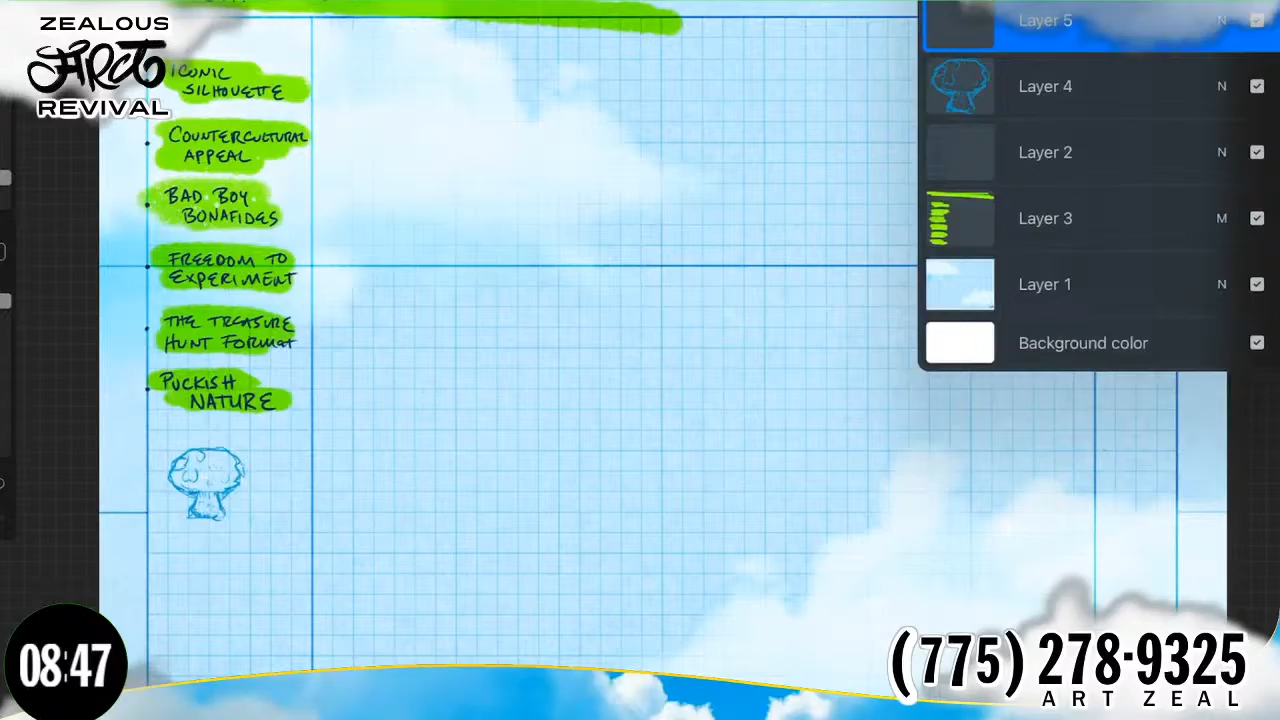 ZEALOUS
ART
REVIVAL
ICONIC
SILHOUETTE
COUNTERCULTURAL
APPEAL
BAD BOY
BONAFIDES
FREEDOM TO
EXPERIMENT
THE TREASURE
HUNT FORMAT
PUCKISH
NATURE
Layer 5 N
Layer 4 N
Layer 2 N
Layer 3 M
Layer 1 N
Background color
08:47
(775) 278-9325
ART ZEAL